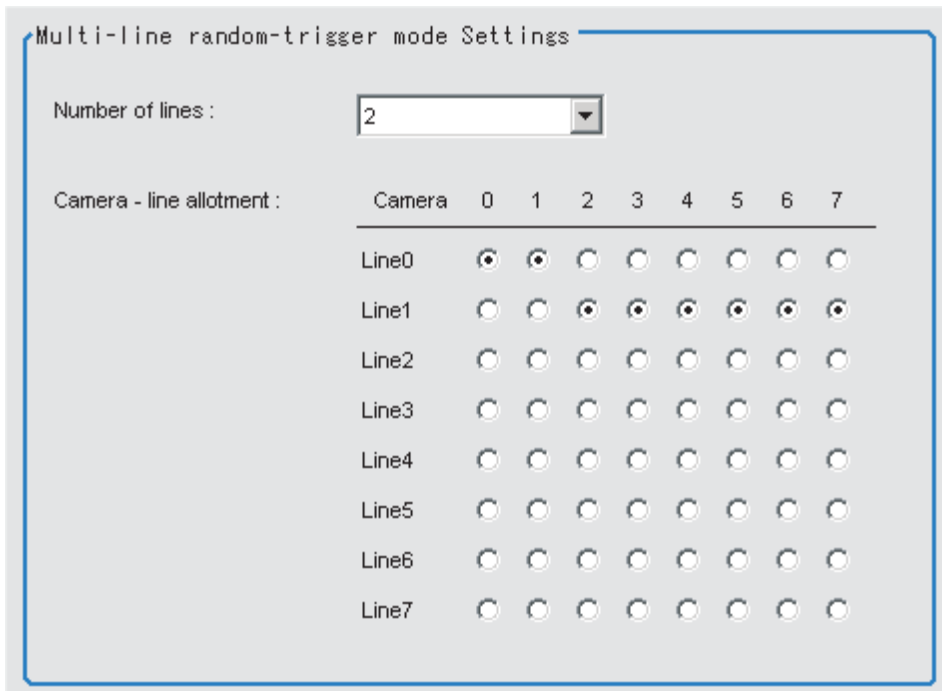 Multi-line random-trigger mode Settings
Number of lines :
2
Camera - line allotment :
Camera 0 1 2 3 4 5 6 7
Line0
Line1
Line2
Line3
Line4
Line5
Line6
Line7